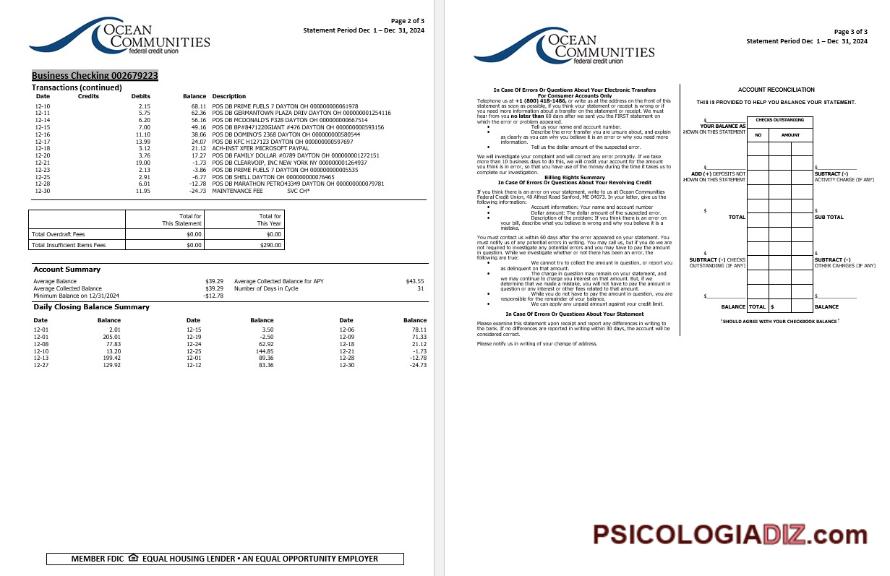 OCEAN
COMMUNITIES
federal credit union
Page 2 of 3
Statement Period Dec 1 – Dec 31, 2024
Business Checking 002679223
Transactions (continued)
Date Credits Debits Balance Description
12-10 2.15 68.11 POS DB PRIME FUELS 7 DAYTON OH
12-11 5.75 62.36 POS DB GERMANTOWN PLAZA DRIV DAYTON OH
12-14 6.20 56.16 POS DB MCDONALD'S F328 DAYTON OH
12-15 7.00 49.16
12-16 11.10 38.06 POS DB DOMINO'S 2368 DAYTON OH
12-17 13.99 24.07 POS DB KFC H127123 DAYTON OH
12-18 3.12 21.12 ACH-INST XFER MICROSOFT PAYPAL
12-20 3.76 17.27 POS DB FAMILY DOLLAR #0789 DAYTON OH
12-21 19.00 -1.73 POS DB CLEARVOIP, INC NEW YORK NY
12-23 2.13 -3.86 POS DB PRIME FUELS 7 DAYTON OH
12-25 2.91 -6.77 POS DB SHELL DAYTON OH
12-28 6.01 -12.78 POS DB MARATHON DAYTON OH
12-30 11.95 -24.73 MAINTENANCE FEE SVC CH*
Total for This Statement
Total for This Year
Total Overdraft Fees $0.00 $0.00
Total Insufficient Items Fees $0.00 $290.00
Account Summary
Average Balance $39.29 Average Collected Balance for APY $43.55
Average Collected Balance $39.29 Number of Days in Cycle 31
Minimum Balance on 12/31/2024 -$12.78
Daily Closing Balance Summary
Date Balance Date Balance Date Balance
12-01 2.01 12-15 3.50 12-06 78.11
12-01 205.01 12-19 -2.50 12-09 71.33
12-08 77.83 12-24 62.92 12-18 21.12
12-10 13.20 12-25 144.85 12-21 -1.73
12-13 199.42 12-01 89.36 12-28 -12.78
12-27 129.92 12-12 83.36 12-30 -24.73
MEMBER FDIC EQUAL HOUSING LENDER • AN EQUAL OPPORTUNITY EMPLOYER
OCEAN
COMMUNITIES
federal credit union
Page 3 of 3
Statement Period Dec 1 – Dec 31, 2024
In Case Of Errors Or Questions About Your Electronic Transfers
For Consumer Accounts Only
Telephone us at +1 (800) 418-1486, or write us at the address on the front of this
statement as soon as possible, if you think your statement or receipt is wrong or if
you need more information about a transfer on the statement or receipt. We must
hear from you no later than 60 days after we sent you the FIRST statement on
which the error or problem appeared.
• Tell us your name and account number.
• Describe the error transfer you are unsure about, and explain
as clearly as you can why you believe it is an error or why you need more
information.
• Tell us the dollar amount of the suspected error.
We will investigate your complaint and will correct any error promptly. If we take
more than 10 business days to do this, we will credit your account for the amount
you think is in error, so that you have use of the money during the time it takes us to
complete our investigation.
Billing Rights Summary
In Case Of Errors Or Questions About Your Revolving Credit
If you think there is an error on your statement, write to us at Ocean Communities
Federal Credit Union, Alfred Road Sanford, ME 04073. In your letter, give us the
following information:
• Account information: Your name and account number
• Dollar amount: The dollar amount of the suspected error.
• Description of the problem: If you think there is an error on
your bill, describe what you believe is wrong and why you believe it is a
mistake.
You must contact us within 60 days after the error appeared on your statement. You
must notify us of any potential errors in writing. You may call us, but if you do we are
not required to investigate any potential errors and you may have to pay the amount
in question. While we investigate whether or not there has been an error, the
following are true:
• We cannot try to collect the amount in question, or report you
as delinquent on that amount.
• The charge in question may remain on your statement, and
we may continue to charge you interest on that amount. But, if we
determine that we made a mistake, you will not have to pay the amount in
question or any interest or other fees related to that amount.
• While you do not have to pay the amount in question, you are
responsible for the remainder of your balance.
• We can apply any unpaid amount against your credit limit.
In Case Of Errors Or Questions About Your Statement
Please examine this statement upon receipt and report any differences in writing to
the bank. If no differences are reported in writing within 30 days, the account will be
considered correct.
Please notify us in writing of your change of address.
ACCOUNT RECONCILIATION
THIS IS PROVIDED TO HELP YOU BALANCE YOUR STATEMENT.
$
YOUR BALANCE AS
SHOWN ON THIS STATEMENT
CHECKS OUTSTANDING
NO AMOUNT
$
ADD (+) DEPOSITS NOT
SHOWN ON THIS STATEMENT
$
SUBTRACT (-)
ACTIVITY CHARGE (IF ANY)
$
TOTAL
$
SUB TOTAL
$
SUBTRACT (-) CHECKS
OUTSTANDING (IF ANY)
$
SUBTRACT (-)
OTHER CHARGES (IF ANY)
$
BALANCE TOTAL $
$
BALANCE
*SHOULD AGREE WITH YOUR CHECKBOOK BALANCE*
PSICOLOGIADIZ.com